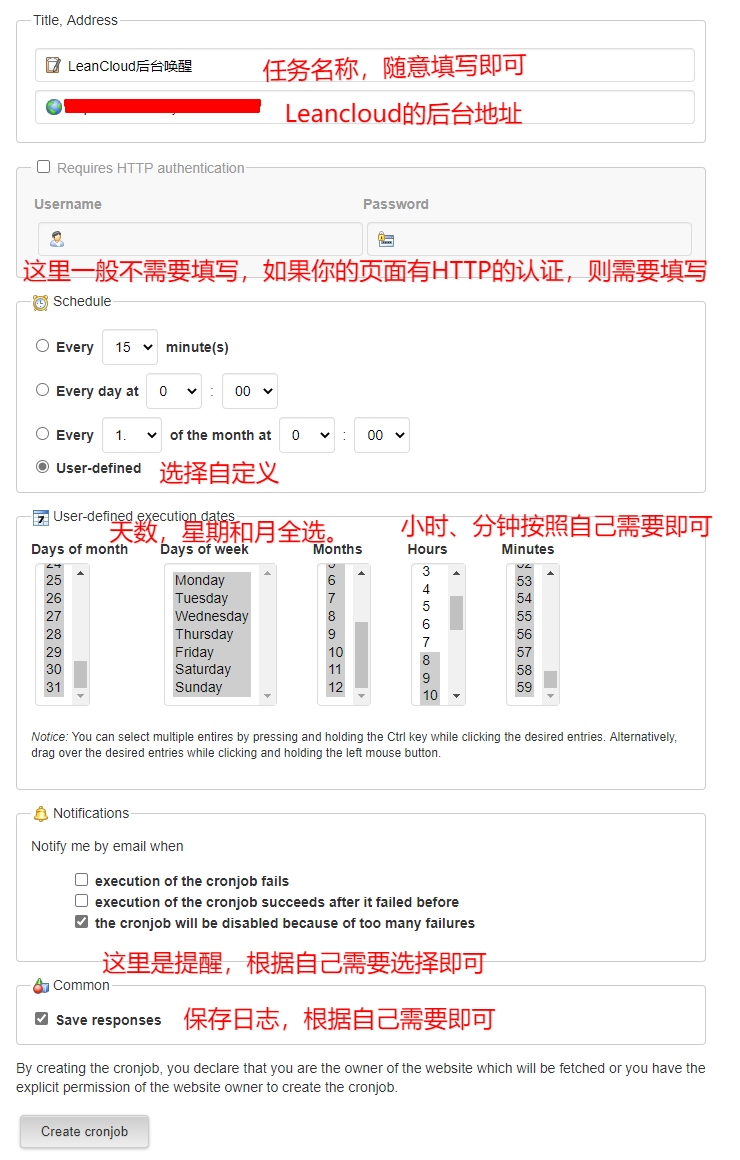 Title, Address
LeanCloud后台唤醒
任务名称，随意填写即可
Leancloud的后台地址
Requires HTTP authentication
Username Password
这里一般不需要填写，如果你的页面有HTTP的认证，则需要填写
Schedule
Every 15 minute(s)
Every day at 0 : 00
Every 1. of the month at 0 : 00
User-defined 选择自定义
User-defined execution dates
天数，星期和月全选。 小时、分钟按照自己需要即可
Days of month Days of week Months Hours Minutes
24 5 3 52
25 Monday 6 4 53
26 Tuesday 7 5 54
27 Wednesday 8 6 55
28 Thursday 9 7 56
29 Friday 10 8 57
30 Saturday 11 9 58
31 Sunday 12 10 59
Notice: You can select multiple entires by pressing and holding the Ctrl key while clicking the desired entries. Alternatively,
drag over the desired entries while clicking and holding the left mouse button.
Notifications
Notify me by email when
execution of the cronjob fails
execution of the cronjob succeeds after it failed before
the cronjob will be disabled because of too many failures
这里是提醒，根据自己需要选择即可
Common
Save responses 保存日志，根据自己需要即可
By creating the cronjob, you declare that you are the owner of the website which will be fetched or you have the
explicit permission of the website owner to create the cronjob.
Create cronjob